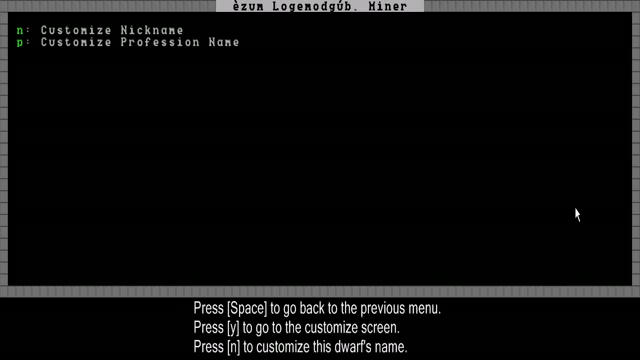 èzum Logemodgúb. Miner
n: Customize Nickname
p: Customize Profession Name
Press [Space] to go back to the previous menu.
Press [y] to go to the customize screen.
Press [n] to customize this dwarf's name.